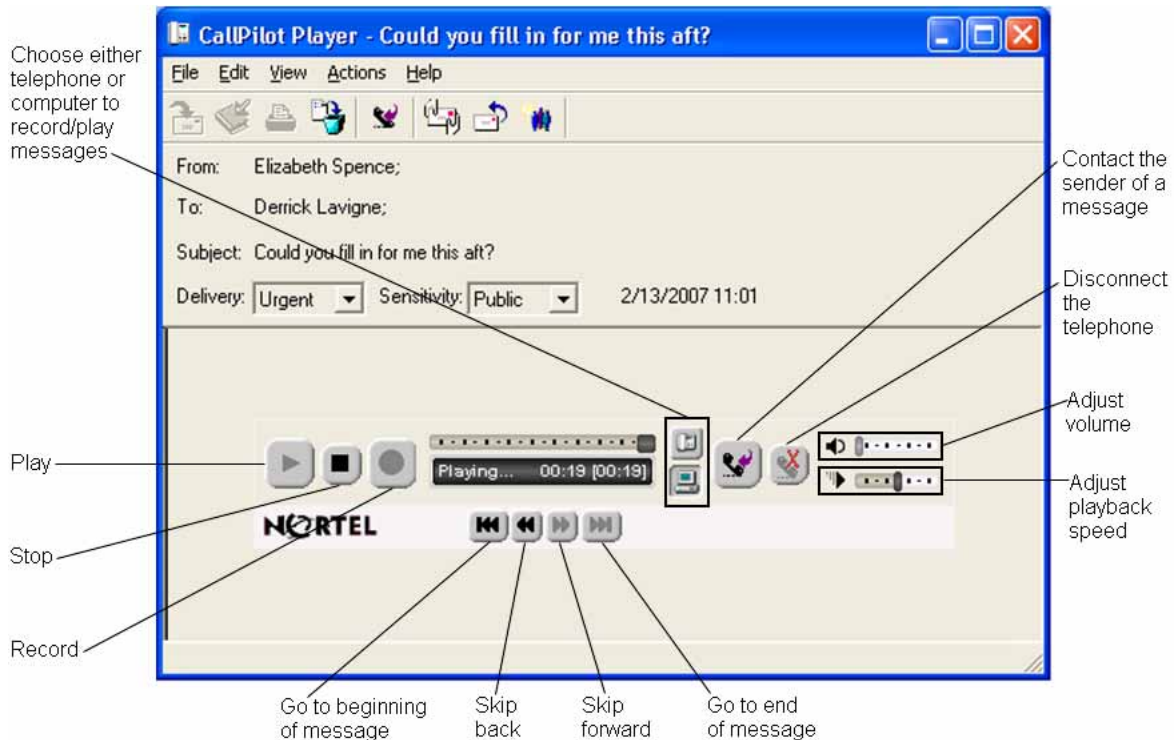 CallPilot Player - Could you fill in for me this aft?
File Edit View Actions Help
From: Elizabeth Spence;
To: Derrick Lavigne;
Subject: Could you fill in for me this aft?
Delivery: Urgent Sensitivity: Public 2/13/2007 11:01
Playing... 00:19 [00:19]
NORTEL
Choose either
telephone or
computer to
record/play
messages
Play
Stop
Record
Go to beginning
of message
Skip
back
Skip
forward
Go to end
of message
Contact the
sender of a
message
Disconnect
the
telephone
Adjust
volume
Adjust
playback
speed